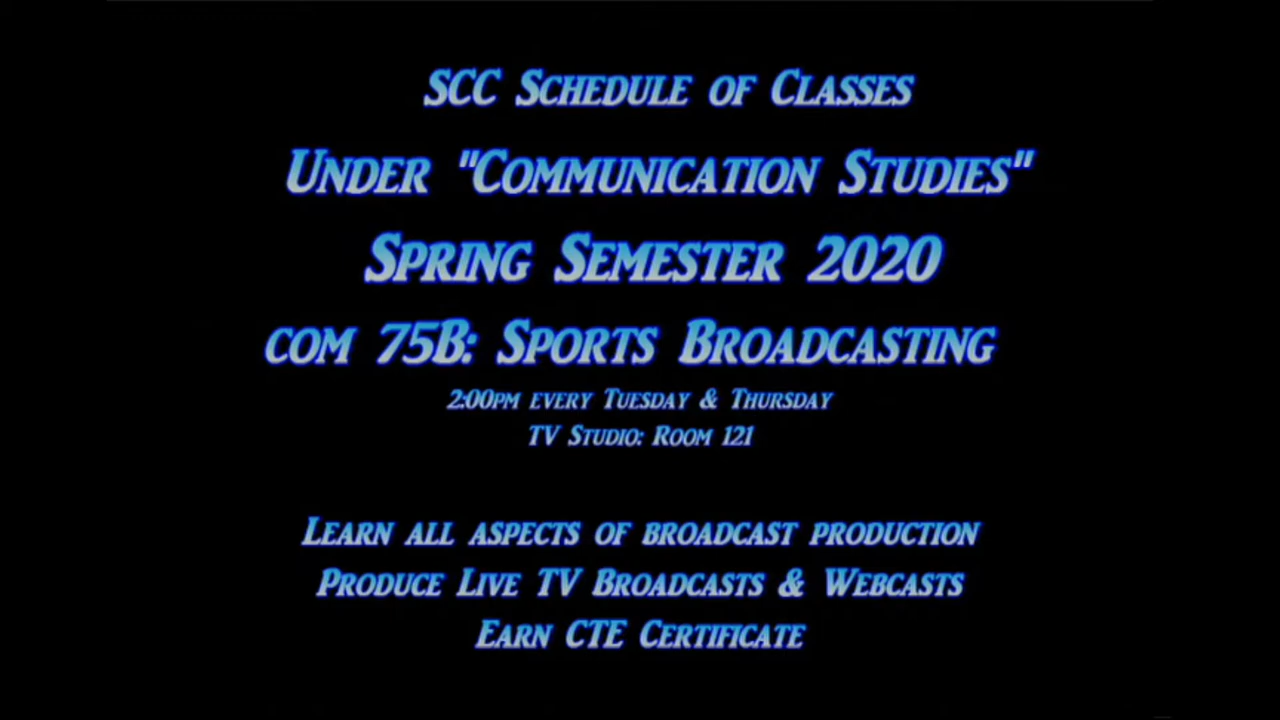 SCC Schedule of Classes
Under "Communication Studies"
Spring Semester 2020
com 75B: Sports Broadcasting
2:00pm every Tuesday & Thursday
TV Studio: Room 121
Learn all aspects of broadcast production
Produce Live TV Broadcasts & Webcasts
Earn CTE Certificate